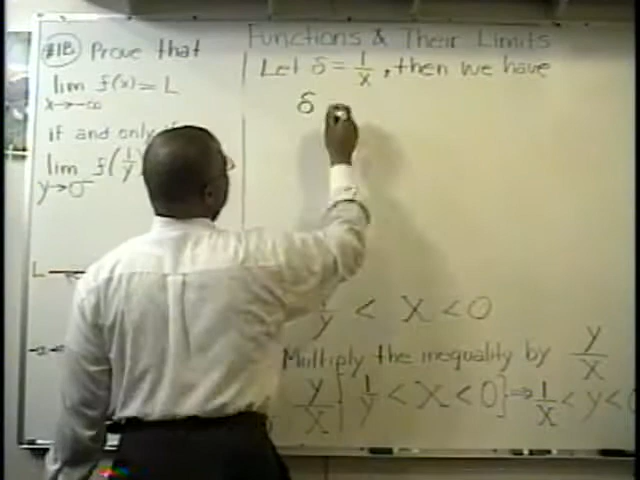 #1B Prove that
lim f(x) = L
x→-∞
if and only
lim f(1/y)
y→0⁻
L
Functions & Their Limits
Let δ = 1/x, then we have
δ
1/y < x < 0
Multiply the inequality by y/x
y/x [1/y < x < 0] ⇒ 1/x < y < 0